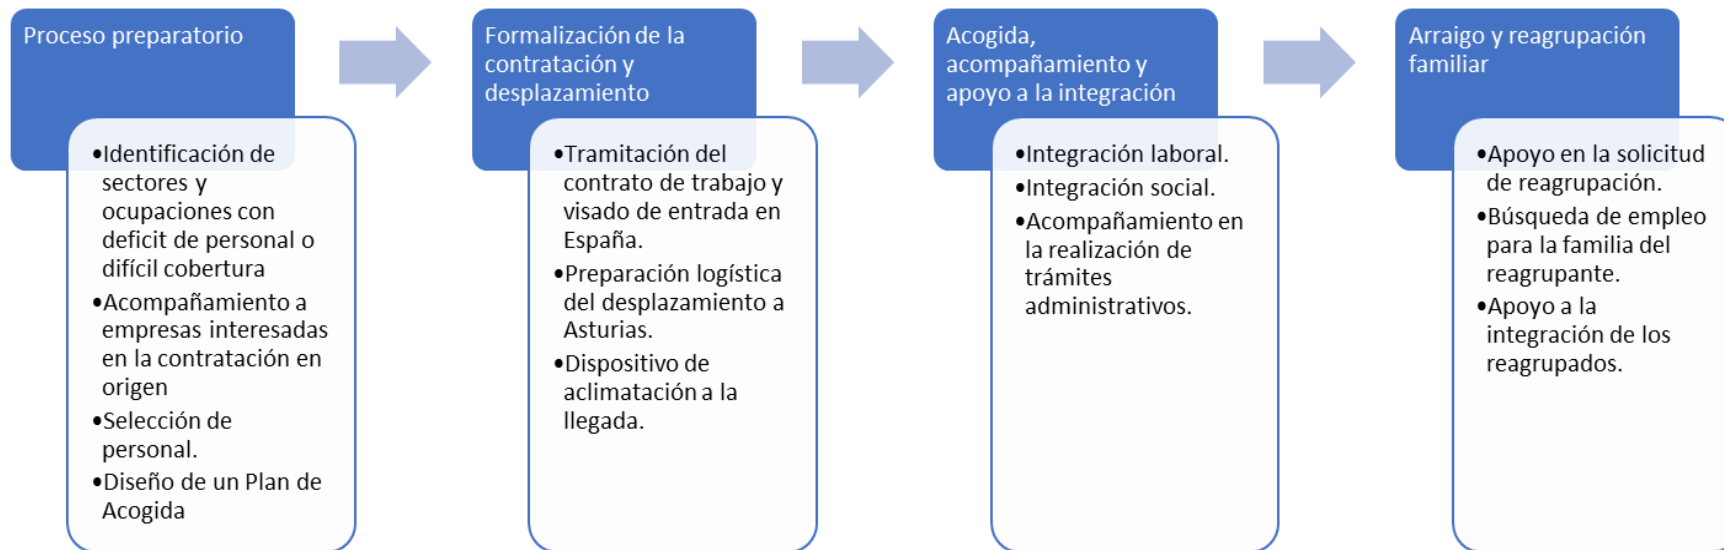 Proceso preparatorio
•Identificación de
sectores y
ocupaciones con
deficit de personal o
difícil cobertura
•Acompañamiento a
empresas interesadas
en la contratación en
origen
•Selección de
personal.
•Diseño de un Plan de
Acogida
Formalización de la
contratación y
desplazamiento
•Tramitación del
contrato de trabajo y
visado de entrada en
España.
•Preparación logística
del desplazamiento a
Asturias.
•Dispositivo de
aclimatación a la
llegada.
Acogida,
acompañamiento y
apoyo a la integración
•Integración laboral.
•Integración social.
•Acompañamiento en
la realización de
trámites
administrativos.
Arraigo y reagrupación
familiar
•Apoyo en la solicitud
de reagrupación.
•Búsqueda de empleo
para la familia del
reagrupante.
•Apoyo a la
integración de los
reagrupados.